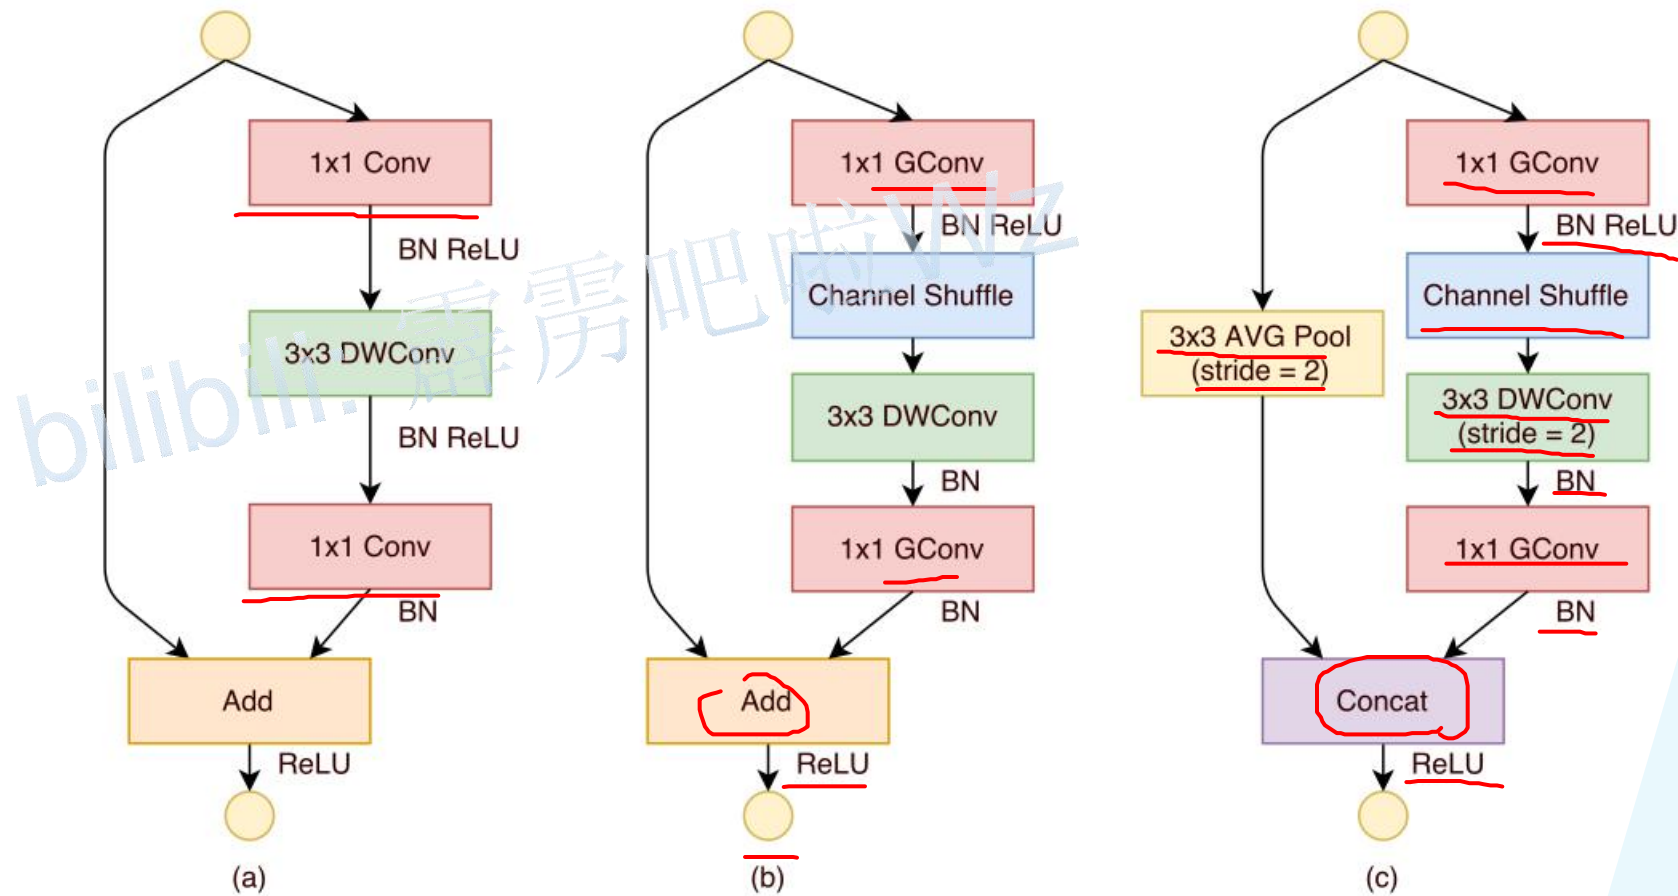 1x1 Conv
BN ReLU
3x3 DWConv
BN ReLU
1x1 Conv
BN
Add
ReLU
(a)
1x1 GConv
BN ReLU
Channel Shuffle
3x3 DWConv
BN
1x1 GConv
BN
Add
ReLU
(b)
3x3 AVG Pool
(stride = 2)
1x1 GConv
BN ReLU
Channel Shuffle
3x3 DWConv
(stride = 2)
BN
1x1 GConv
BN
Concat
ReLU
(c)
bilibili: 霹雳吧啦Wz